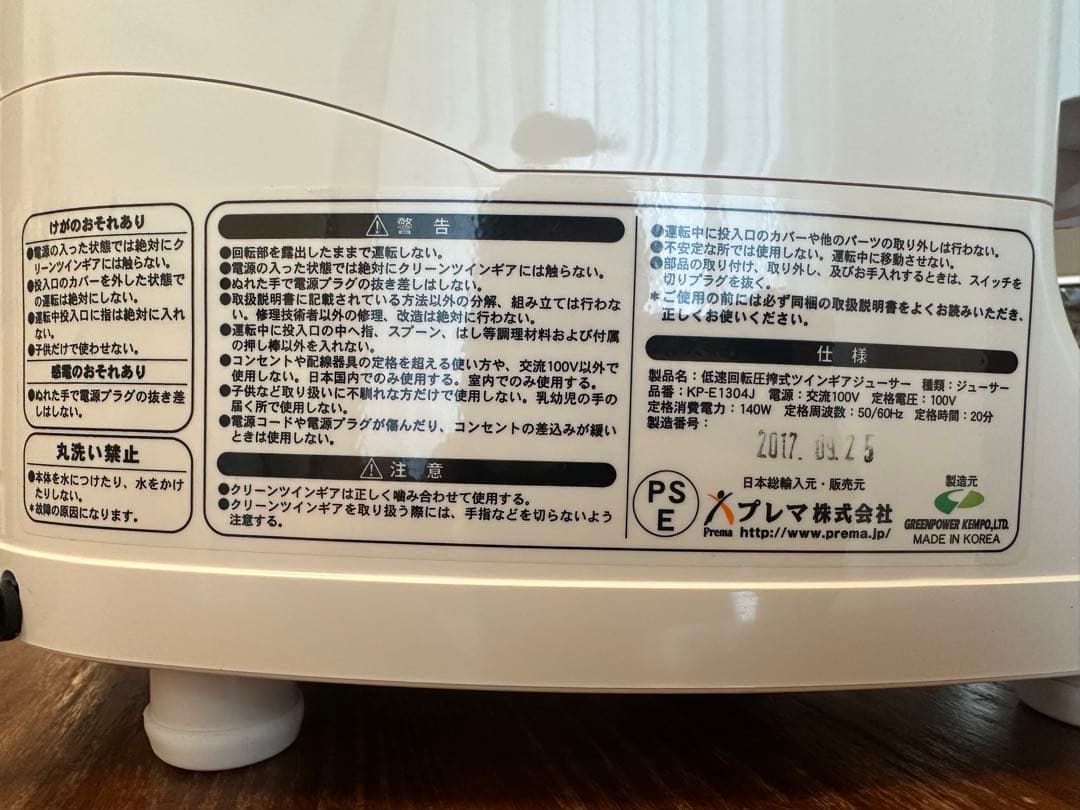 けがのおそれあり
●電源の入った状態では絶対にク
リーンツインギアには触らない。
●投入口のカバーを外した状態で
の運転は絶対にしない。
●運転中投入口に指は絶対に入れ
ない。
●子供だけで使わせない。
感電のおそれあり
●ぬれた手で電源プラグの抜き差
しはしない。
丸洗い禁止
●本体を水につけたり、水をかけ
たりしない。
*故障の原因になります。
⚠警告
●回転部を露出したままで運転しない。
●電源の入った状態では絶対にクリーンツインギアには触らない。
●ぬれた手で電源プラグの抜き差しはしない。
●取扱説明書に記載されている方法以外の分解、組み立ては行わな
い。修理技術者以外の修理、改造は絶対に行わない。
●運転中に投入口の中へ指、スプーン、はし等調理材料および付属
の押し棒以外を入れない。
●コンセントや配線器具の定格を超える使い方や、交流100V以外で
使用しない。日本国内でのみ使用する。室内でのみ使用する。
●子供など取り扱いに不馴れな方だけで使用しない。乳幼児の手の
届く所で使用しない。
●電源コードや電源プラグが傷んだり、コンセントの差込みが緩い
ときは使用しない。
⚠注意
●クリーンツインギアは正しく噛み合わせて使用する。
●クリーンツインギアを取り扱う際には、手指などを切らないよう
注意する。
●運転中に投入口のカバーや他のパーツの取り外しは行わない。
●不安定な所では使用しない。運転中に移動させない。
●部品の取り付け、取り外し、及びお手入れするときは、スイッチを
切りプラグを抜く。
*ご使用の前には必ず同梱の取扱説明書をよくお読みいただき、
正しくお使いください。
仕様
製品名：低速回転圧搾式ツインギアジューサー 種類：ジューサー
品番：KP-E1304J 電源：交流100V 定格電圧：100V
定格消費電力：140W 定格周波数：50/60Hz 定格時間：20分
製造番号：
2017. 09. 2 5
PS
E
日本総輸入元・販売元
プレマ株式会社
Prema http://www.prema.jp/
製造元
GREENPOWER KEMPO,LTD.
MADE IN KOREA